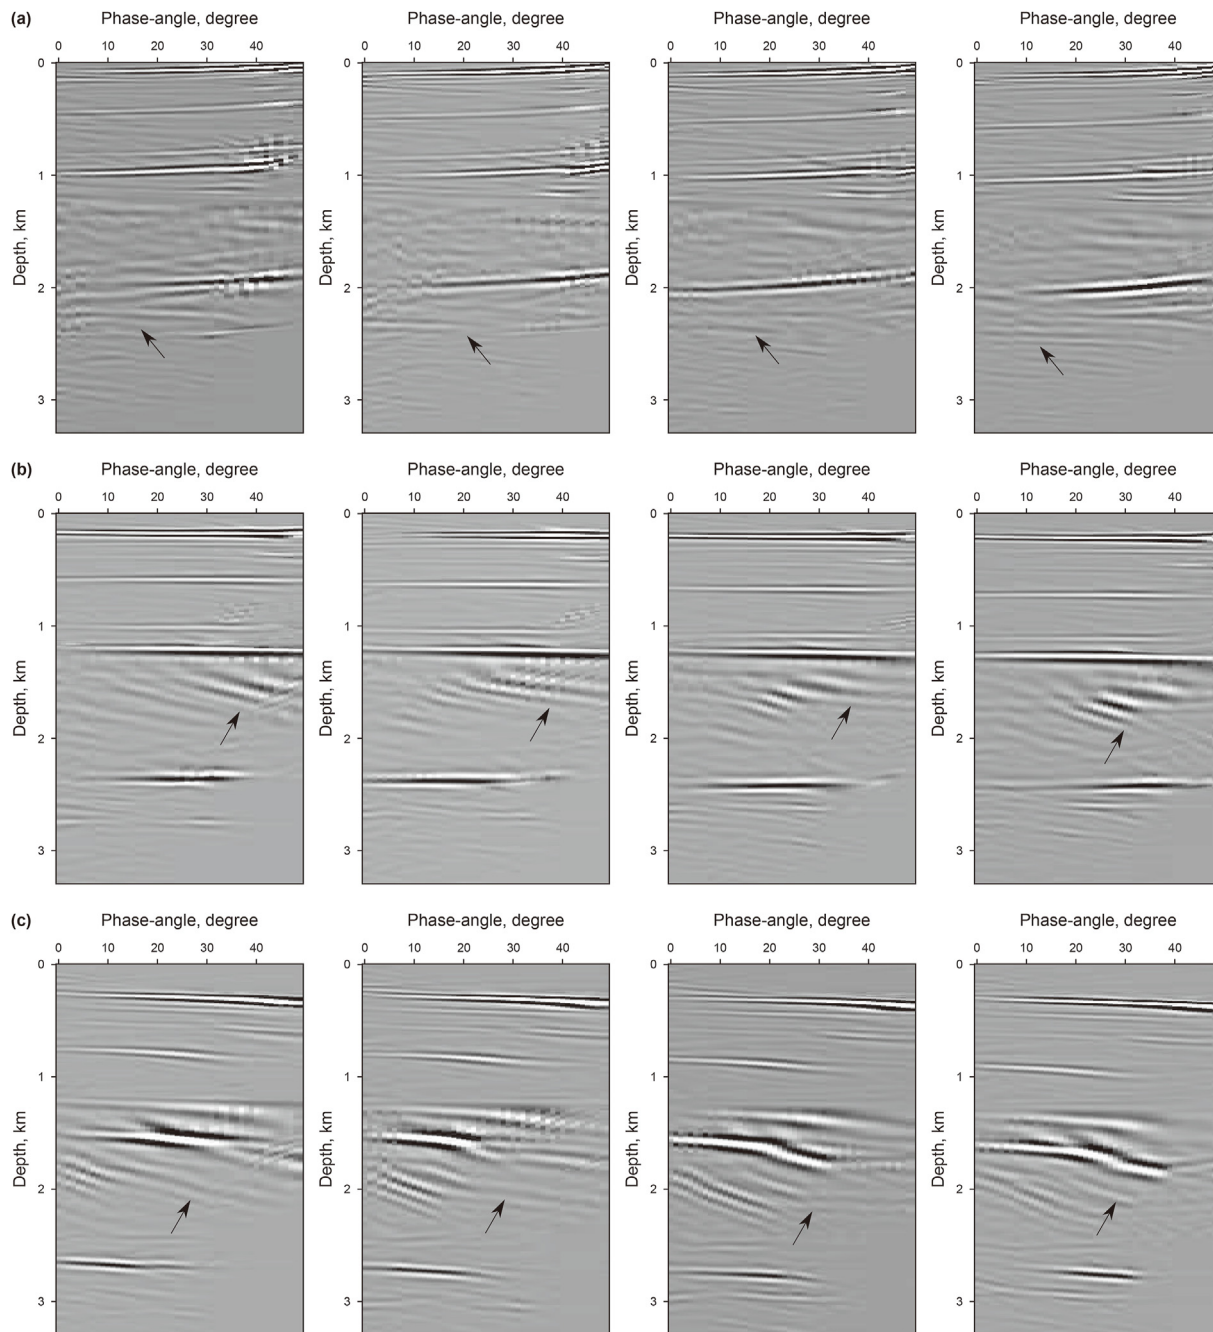 (a) Phase-angle, degree Phase-angle, degree Phase-angle, degree Phase-angle, degree
0 10 20 30 40 0 10 20 30 40 0 10 20 30 40 0 10 20 30 40
0 0 0 0
1 1 1 1
Depth, km Depth, km Depth, km Depth, km
2 2 2 2
3 3 3 3
(b) Phase-angle, degree Phase-angle, degree Phase-angle, degree Phase-angle, degree
0 10 20 30 40 0 10 20 30 40 0 10 20 30 40 0 10 20 30 40
0 0 0 0
1 1 1 1
Depth, km Depth, km Depth, km Depth, km
2 2 2 2
3 3 3 3
(c) Phase-angle, degree Phase-angle, degree Phase-angle, degree Phase-angle, degree
0 10 20 30 40 0 10 20 30 40 0 10 20 30 40 0 10 20 30 40
0 0 0 0
1 1 1 1
Depth, km Depth, km Depth, km Depth, km
2 2 2 2
3 3 3 3